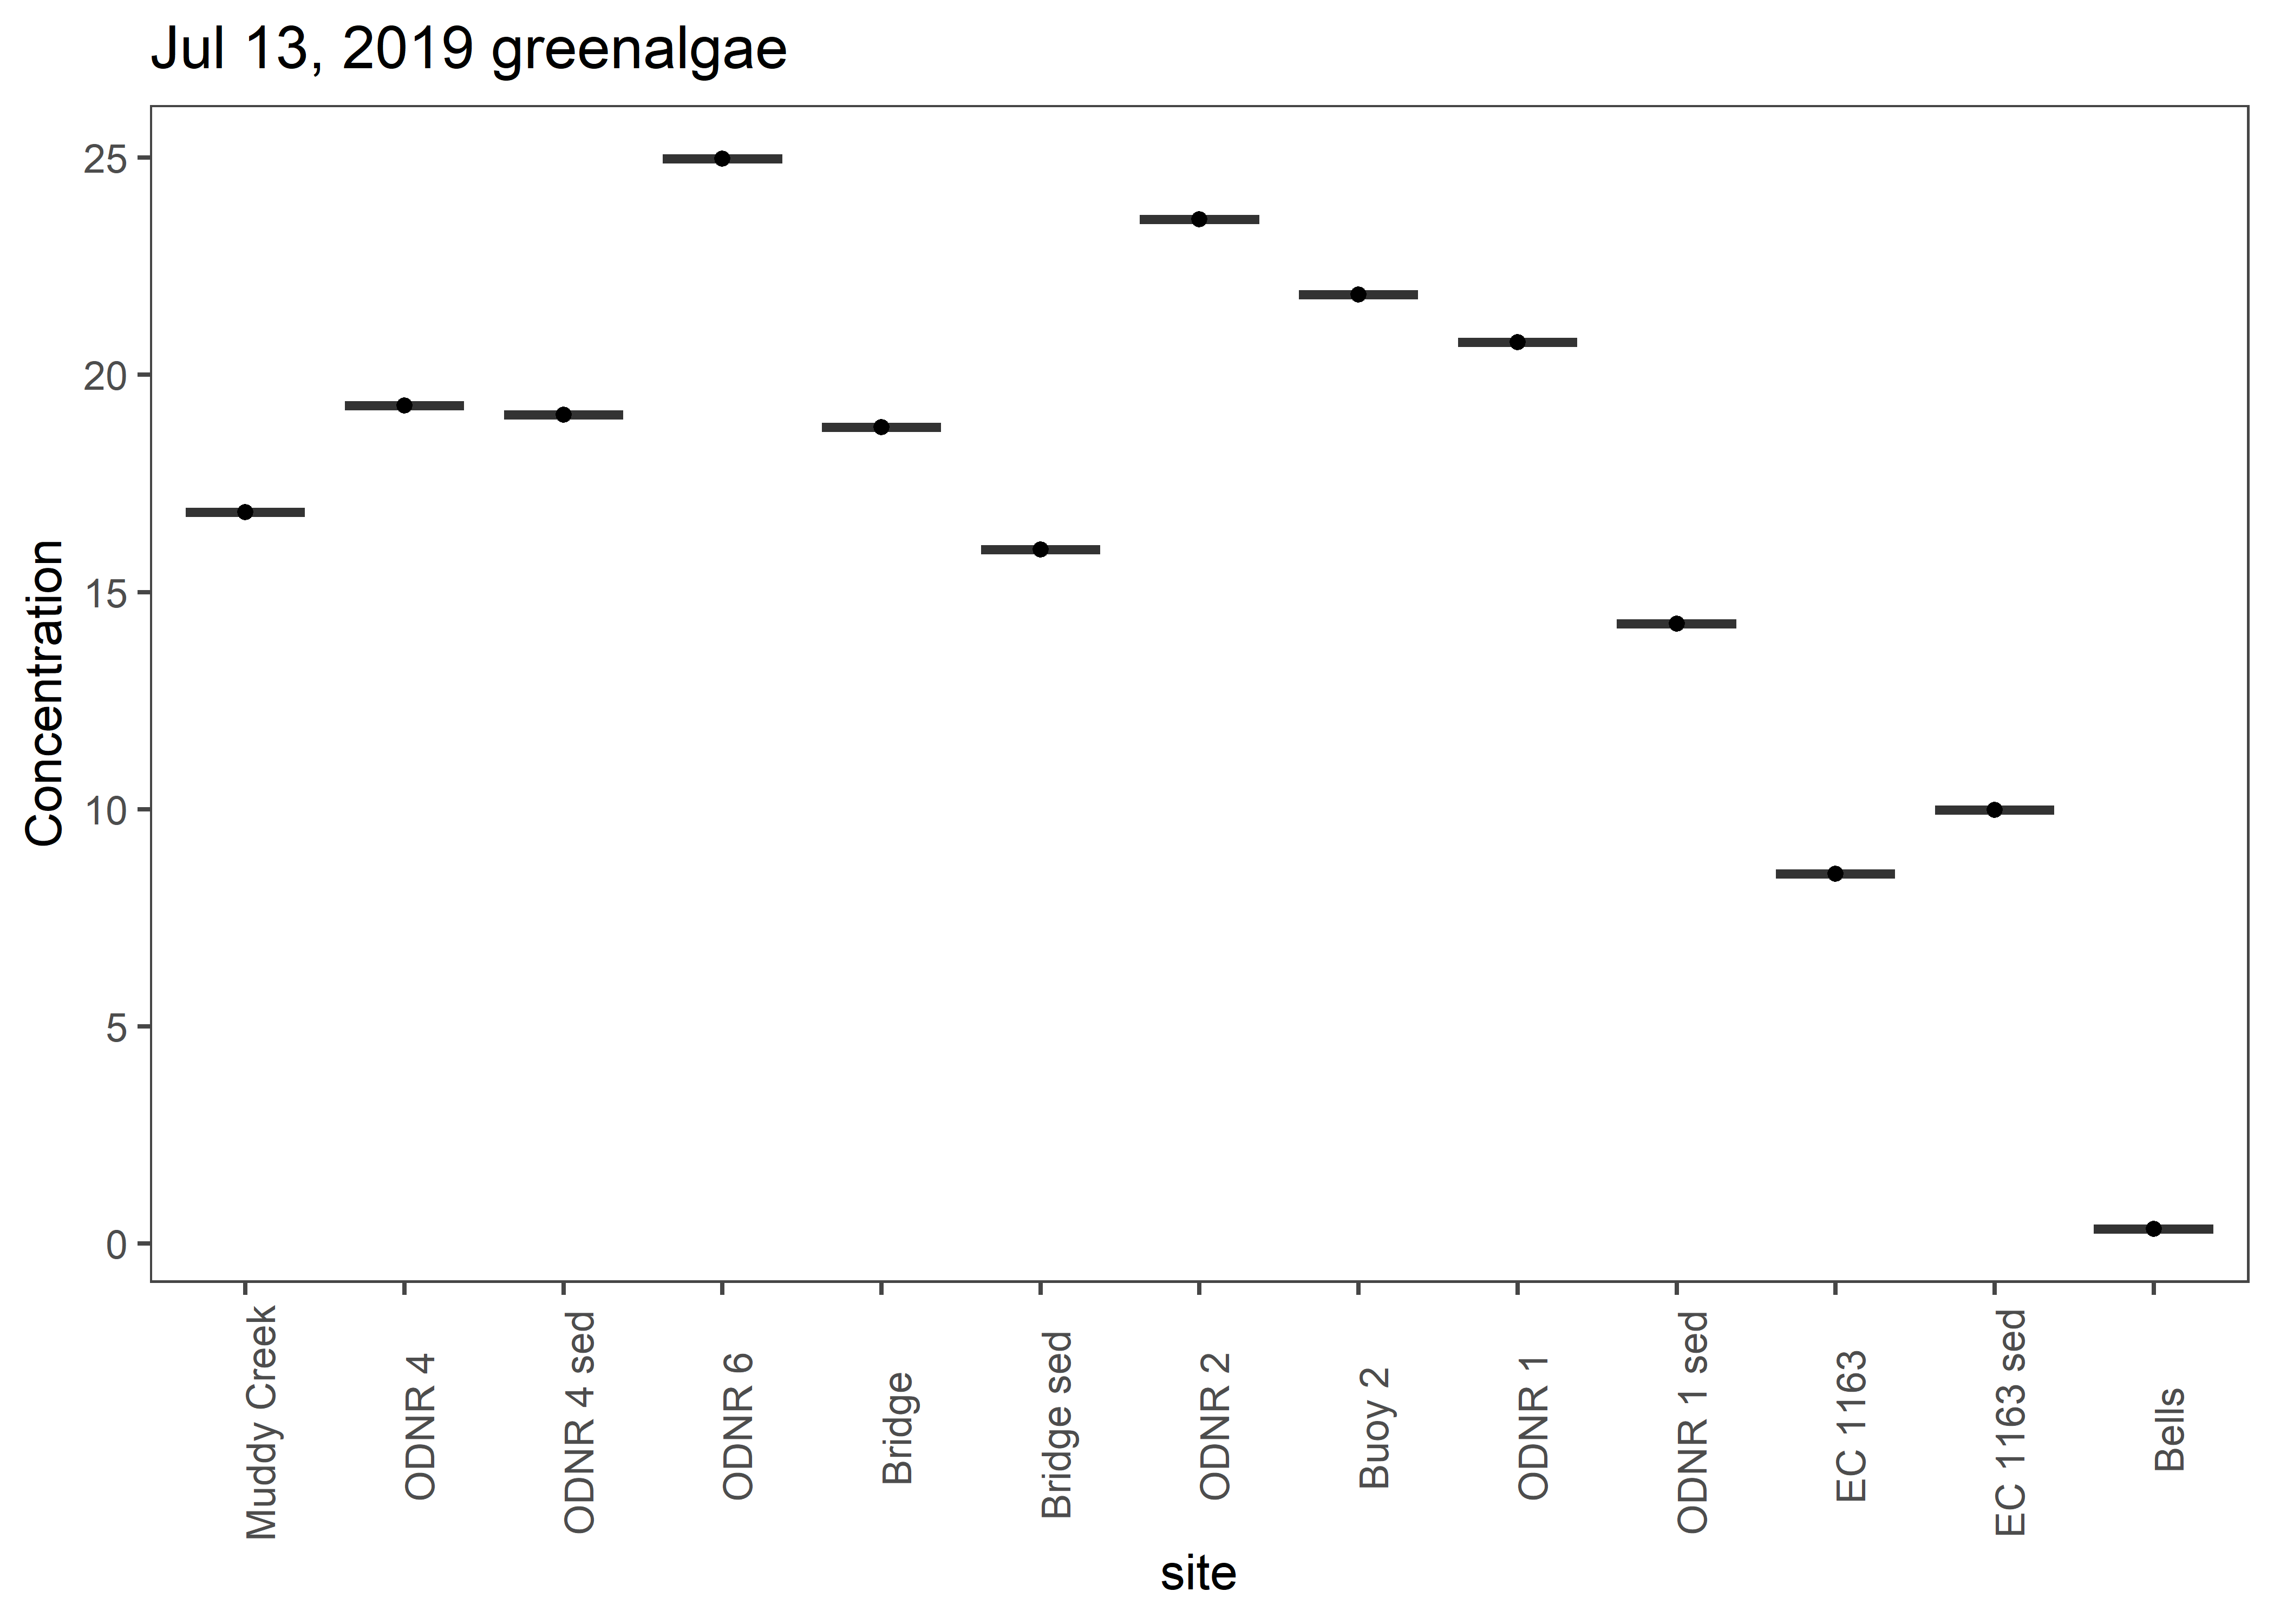 Jul 13, 2019 greenalgae
Concentration
25
20
15
10
5
0
Muddy Creek
ODNR 4
ODNR 4 sed
ODNR 6
Bridge
Bridge sed
ODNR 2
Buoy 2
ODNR 1
ODNR 1 sed
EC 1163
EC 1163 sed
Bells
site